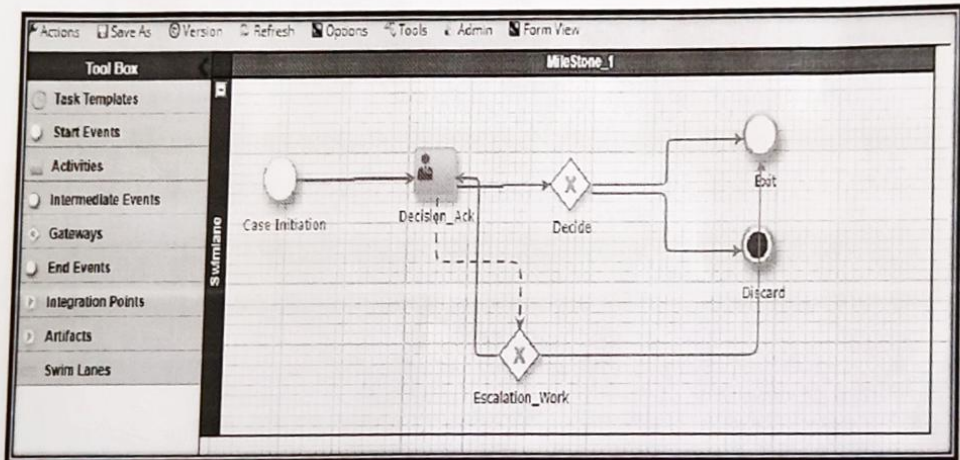 Actions Save As Version Refresh Options Tools Admin Form View
Tool Box
MileStone_1
Task Templates
Start Events
Activities
Intermediate Events
Gateways
End Events
Integration Points
Artifacts
Swim Lanes
Swimlane
Case Initiation
Decision_Ack
X
Decide
Exit
Discard
X
Escalation_Work